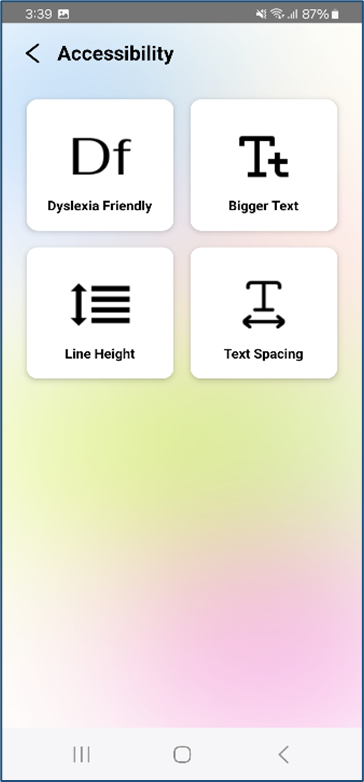 3:39 87%
Accessibility
Df Tt
Dyslexia Friendly Bigger Text
T
Line Height Text Spacing